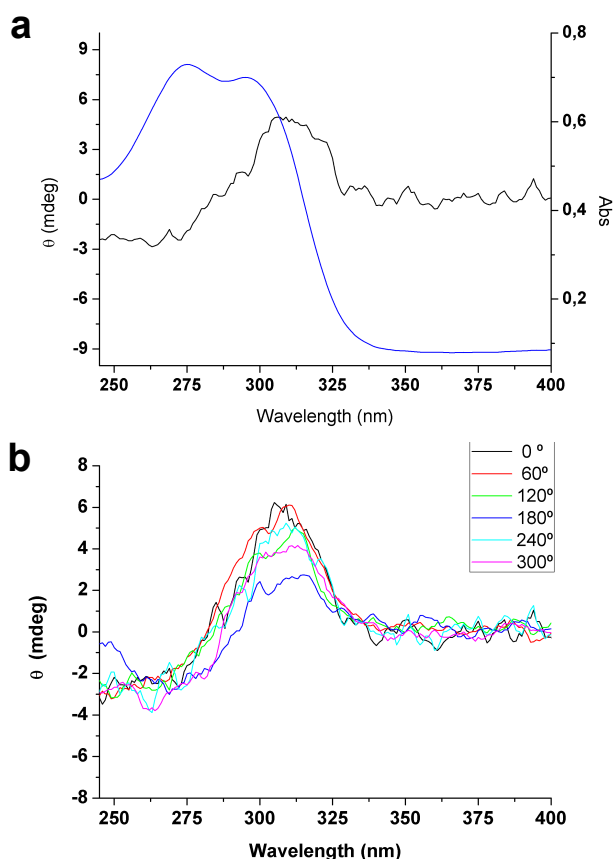 a
9
6
3
0
-3
-6
-9
θ (mdeg)
0,8
0,6
0,4
0,2
Abs
250 275 300 325 350 375 400
Wavelength (nm)
b
8
6
4
2
0
-2
-4
-6
-8
θ (mdeg)
0 º
60º
120º
180º
240º
300º
250 275 300 325 350 375 400
Wavelength (nm)